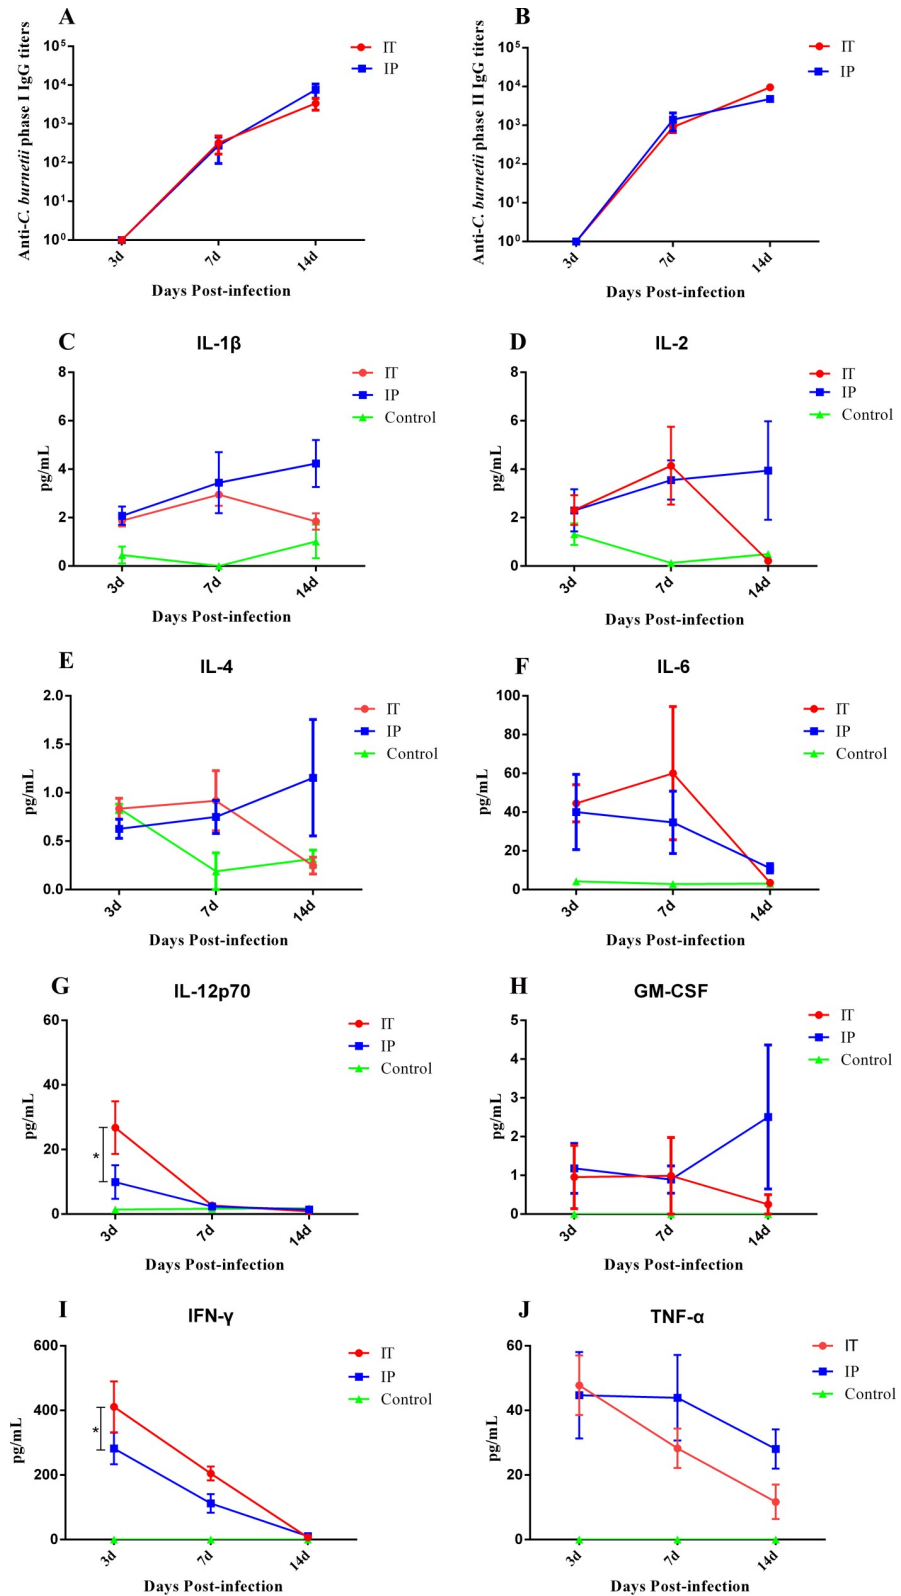 A
Anti-C. burnetii phase I IgG titers
10⁵
10⁴
10³
10²
10¹
10⁰
3d
7d
14d
Days Post-infection
IT
IP
B
Anti-C. burnetii phase II IgG titers
10⁵
10⁴
10³
10²
10¹
10⁰
3d
7d
14d
Days Post-infection
IT
IP
C
IL-1β
pg/mL
8
6
4
2
0
3d
7d
14d
Days Post-infection
IT
IP
Control
D
IL-2
pg/mL
8
6
4
2
0
3d
7d
14d
Days Post-infection
IT
IP
Control
E
IL-4
pg/mL
2.0
1.5
1.0
0.5
0.0
3d
7d
14d
Days Post-infection
IT
IP
Control
F
IL-6
pg/mL
100
80
60
40
20
0
3d
7d
14d
Days Post-infection
IT
IP
Control
G
IL-12p70
pg/mL
60
40
20
0
*
3d
7d
14d
Days Post-infection
IT
IP
Control
H
GM-CSF
pg/mL
5
4
3
2
1
0
3d
7d
14d
Days Post-infection
IT
IP
Control
I
IFN-γ
pg/mL
600
400
200
0
*
3d
7d
14d
Days Post-infection
IT
IP
Control
J
TNF-α
pg/mL
60
40
20
0
3d
7d
14d
Days Post-infection
IT
IP
Control